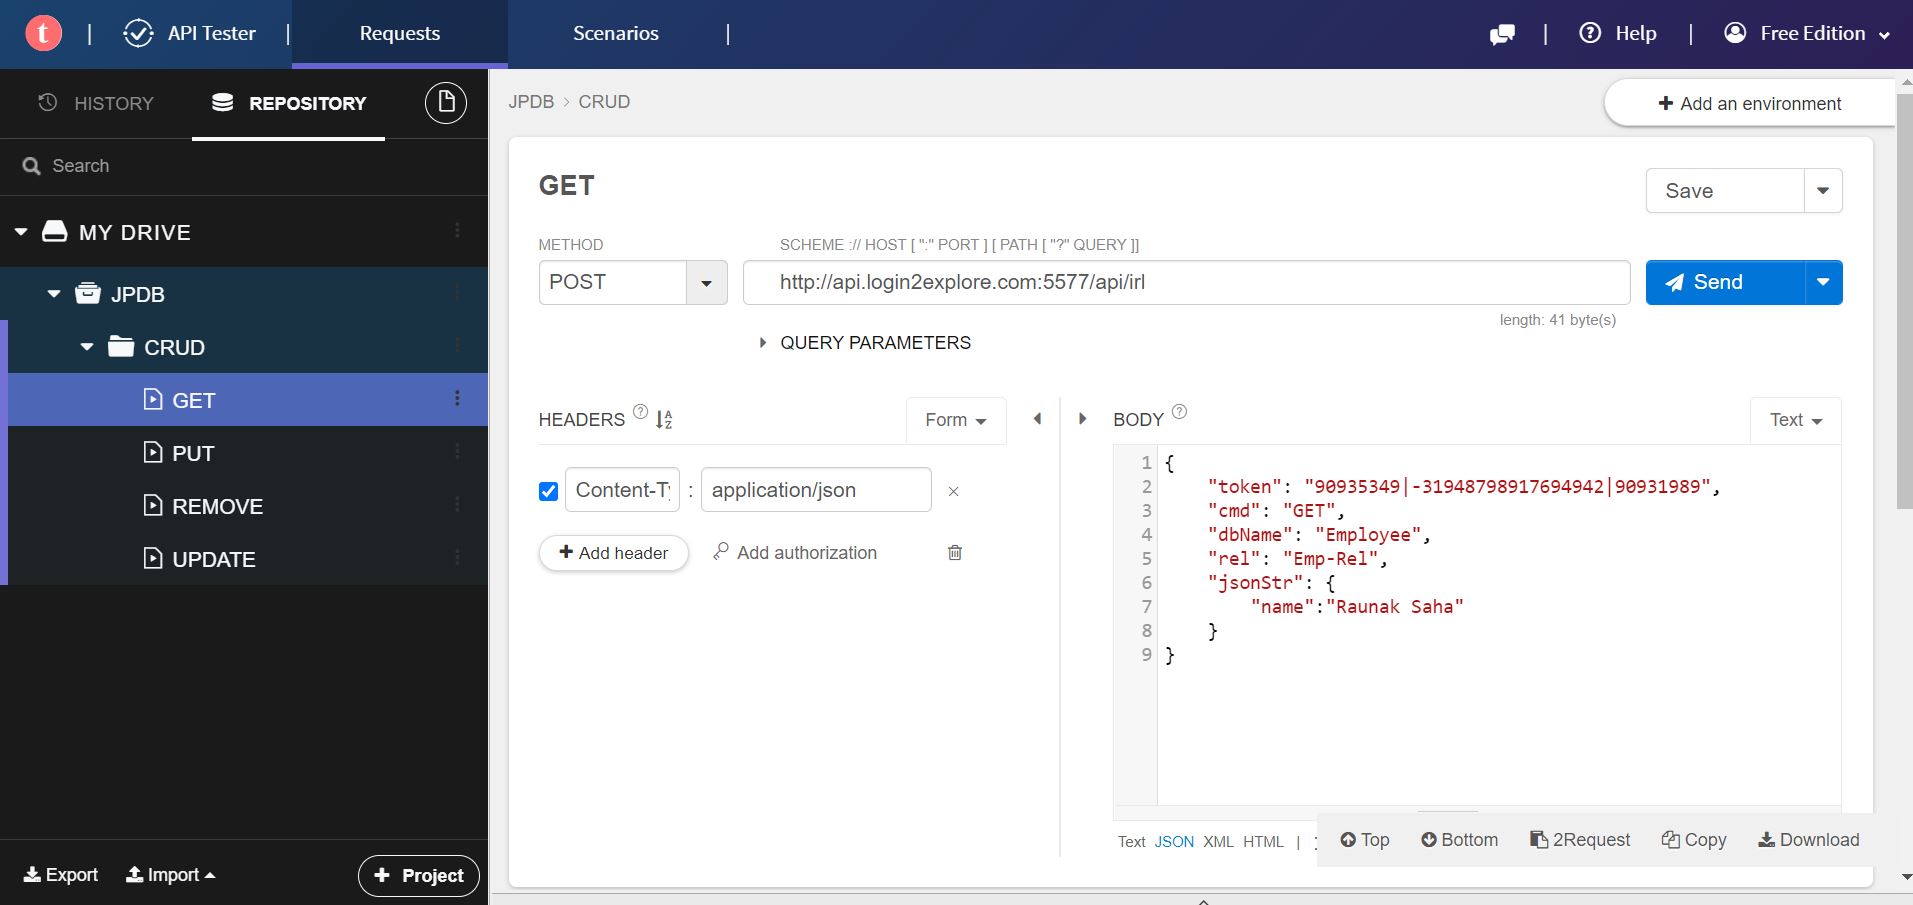 t | API Tester | Requests Scenarios | | Help | Free Edition
HISTORY REPOSITORY
Search
MY DRIVE
JPDB
CRUD
GET
PUT
REMOVE
UPDATE
Export Import + Project
JPDB > CRUD
+ Add an environment
GET
Save
METHOD
SCHEME :// HOST [ ":" PORT ] [ PATH [ "?" QUERY ]]
POST
http://api.login2explore.com:5577/api/irl
Send
length: 41 byte(s)
QUERY PARAMETERS
HEADERS ? Form
Content-Ty : application/json ×
+ Add header Add authorization
BODY ? Text
1 {
2 "token": "90935349|-31948798917694942|90931989",
3 "cmd": "GET",
4 "dbName": "Employee",
5 "rel": "Emp-Rel",
6 "jsonStr": {
7 "name":"Raunak Saha"
8 }
9 }
Text JSON XML HTML |
Top Bottom 2Request Copy Download